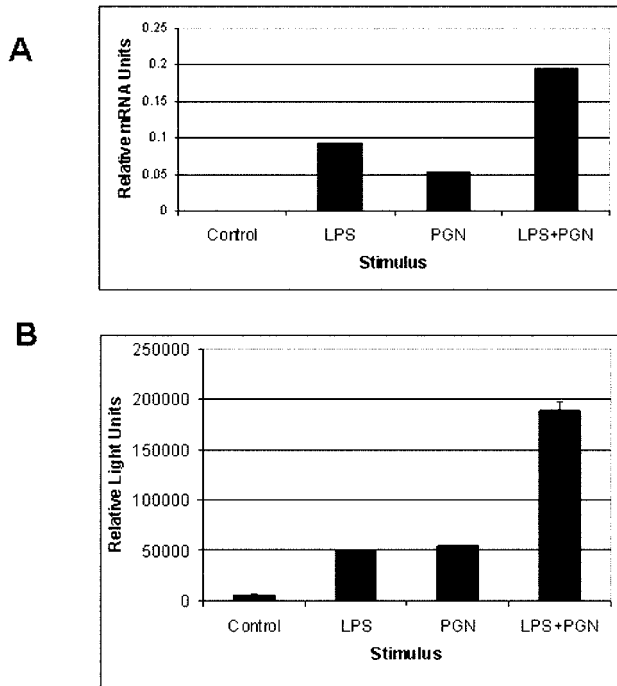 A
Relative mRNA Units
0.25
0.2
0.15
0.1
0.05
0
Control LPS PGN LPS+PGN
Stimulus
B
Relative Light Units
250000
200000
150000
100000
50000
0
Control LPS PGN LPS+PGN
Stimulus